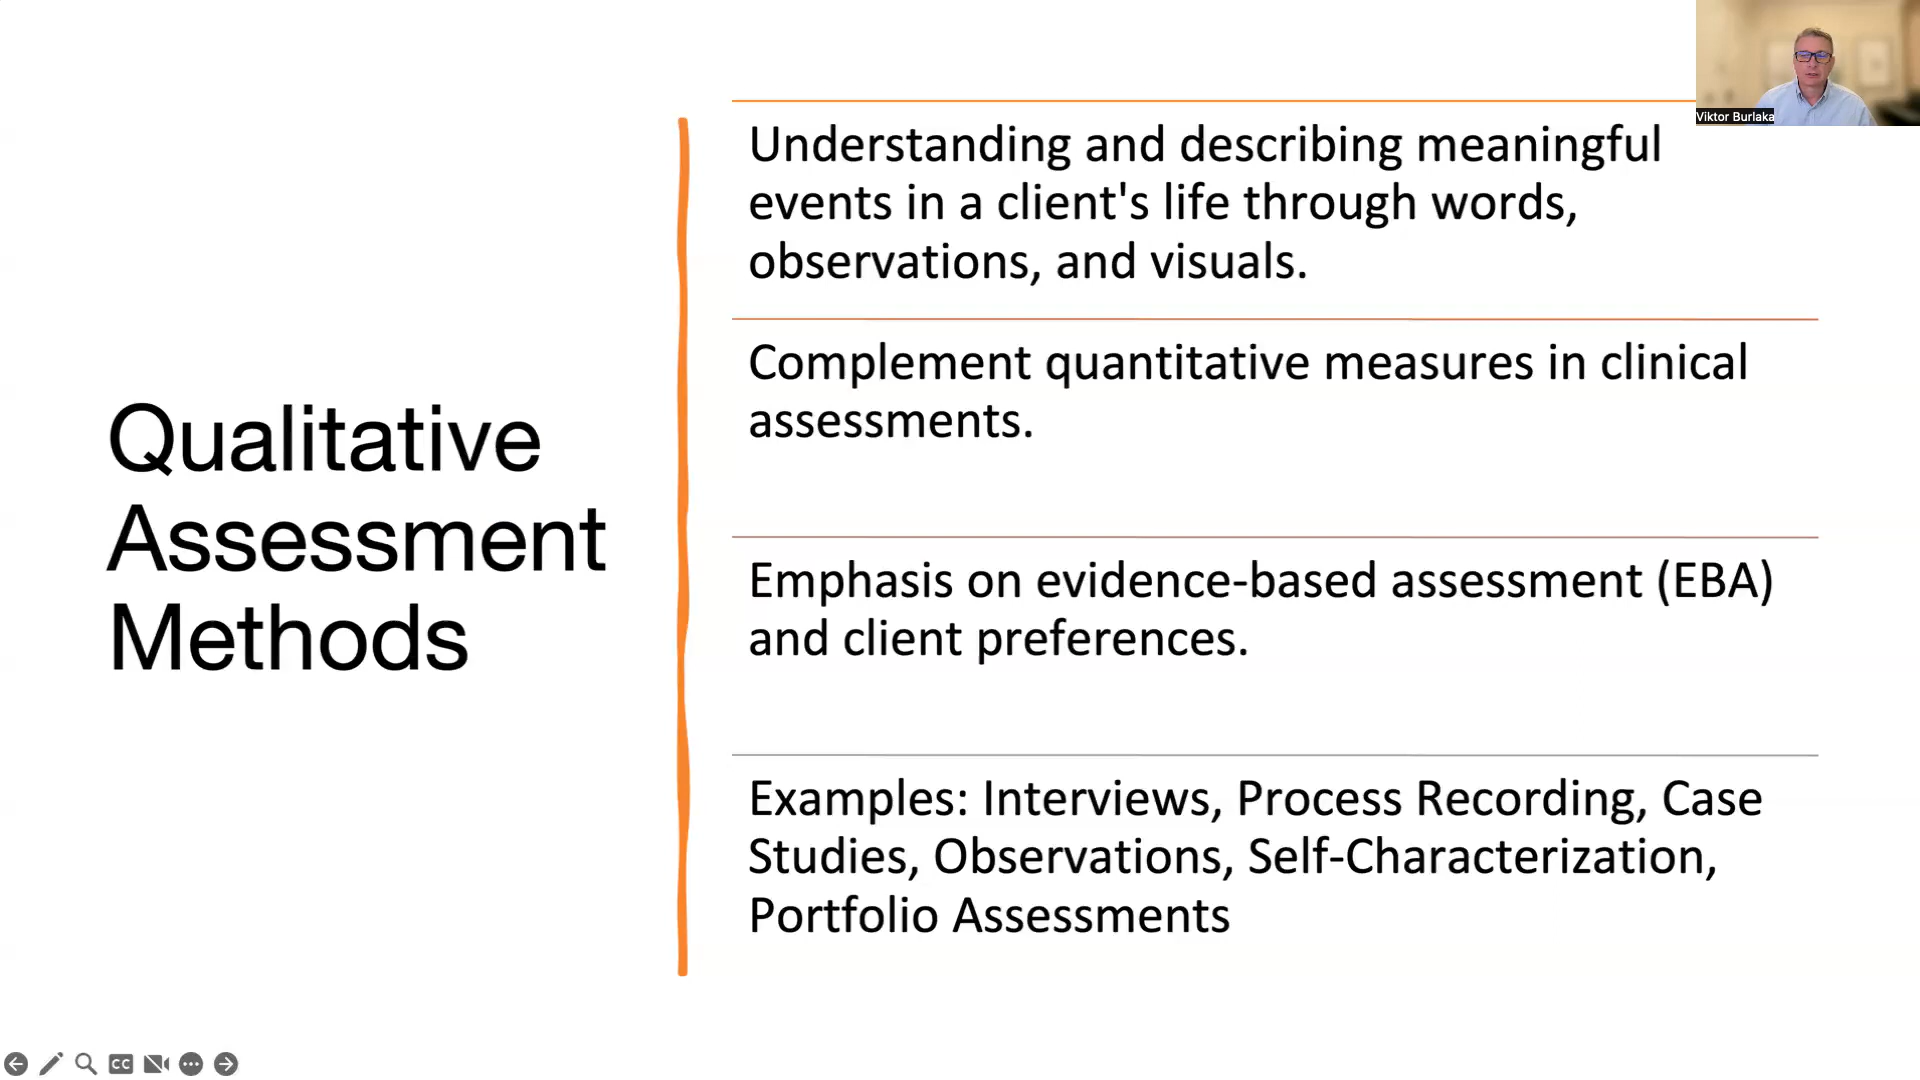 Viktor Burlaka
Qualitative
Assessment
Methods
Understanding and describing meaningful
events in a client's life through words,
observations, and visuals.
Complement quantitative measures in clinical
assessments.
Emphasis on evidence-based assessment (EBA)
and client preferences.
Examples: Interviews, Process Recording, Case
Studies, Observations, Self-Characterization,
Portfolio Assessments
CC